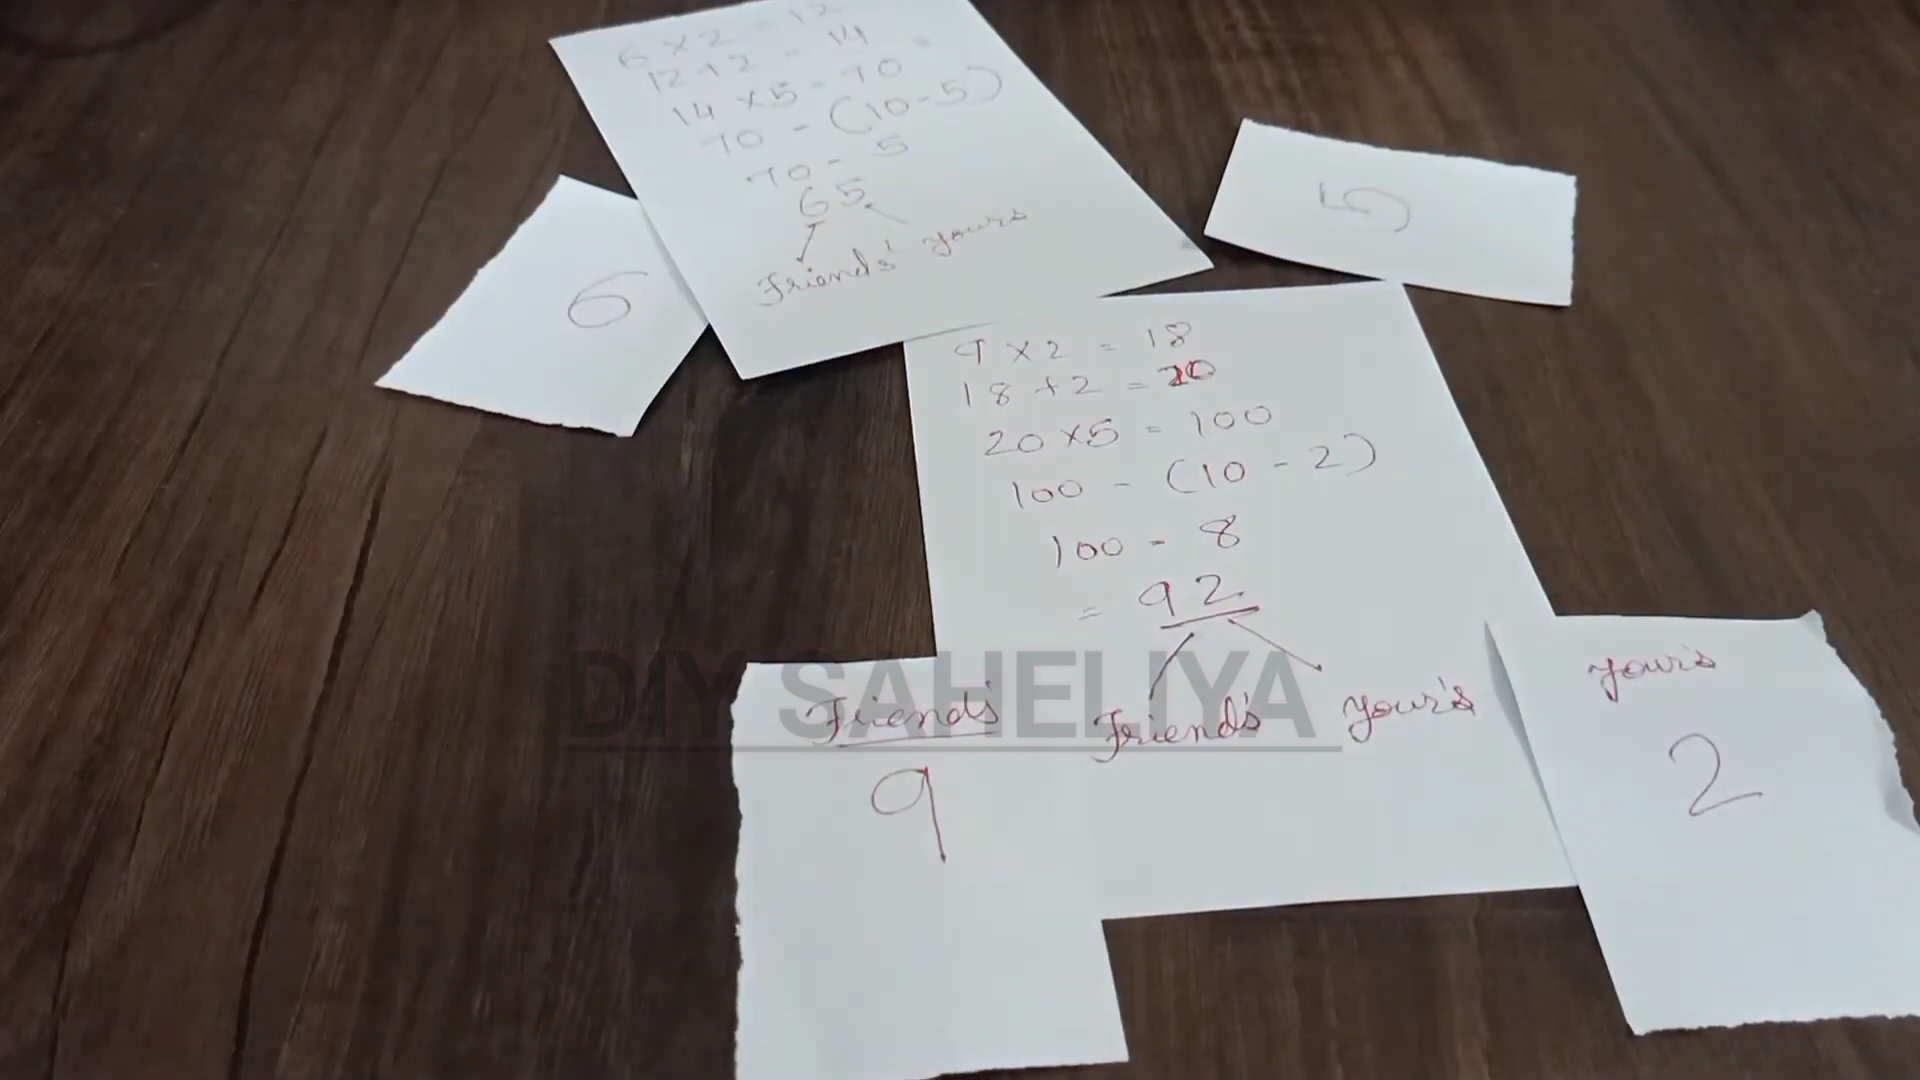 6 × 2 = 12
12 + 2 = 14
14 × 5 = 70
70 - (10 - 5)
70 - 5
65
Friends' yours
6
5
9 × 2 = 18
18 + 2 = 20
20 × 5 = 100
100 - (10 - 2)
100 - 8
= 92
Friend's your's
Friend's
9
your's
2
DIY SAHELIYA